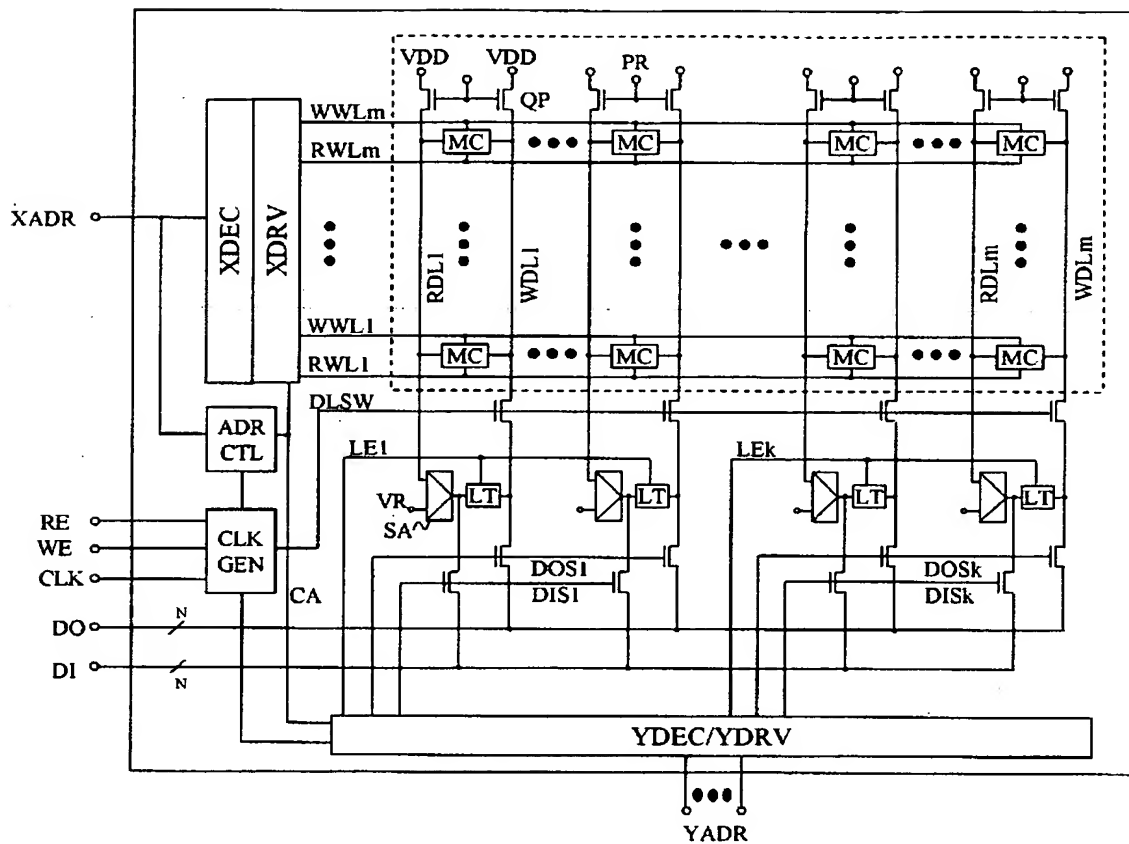 VDD VDD PR
QP
WWLm
MC MC MC MC
RWLm
XADR
XDEC XDRV
RDL1 WDL1 RDLm WDLm
WWL1
MC MC MC MC
RWL1
DLSW
ADR
CTL
LE1 LEk
LT LT LT LT
VR
SA
RE
WE
CLK
CLK
GEN
DOS1 DOSk
DIS1 DISk
CA
DO N
DI N
YDEC/YDRV
YADR